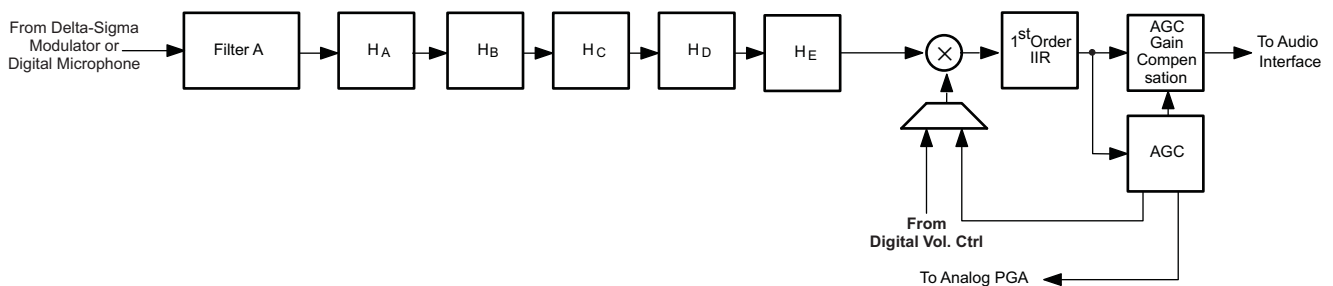 From Delta-Sigma
Modulator or
Digital Microphone
Filter A
HA
HB
HC
HD
HE
1stOrder
IIR
AGC
Gain
Compen
sation
To Audio
Interface
AGC
From
Digital Vol. Ctrl
To Analog PGA